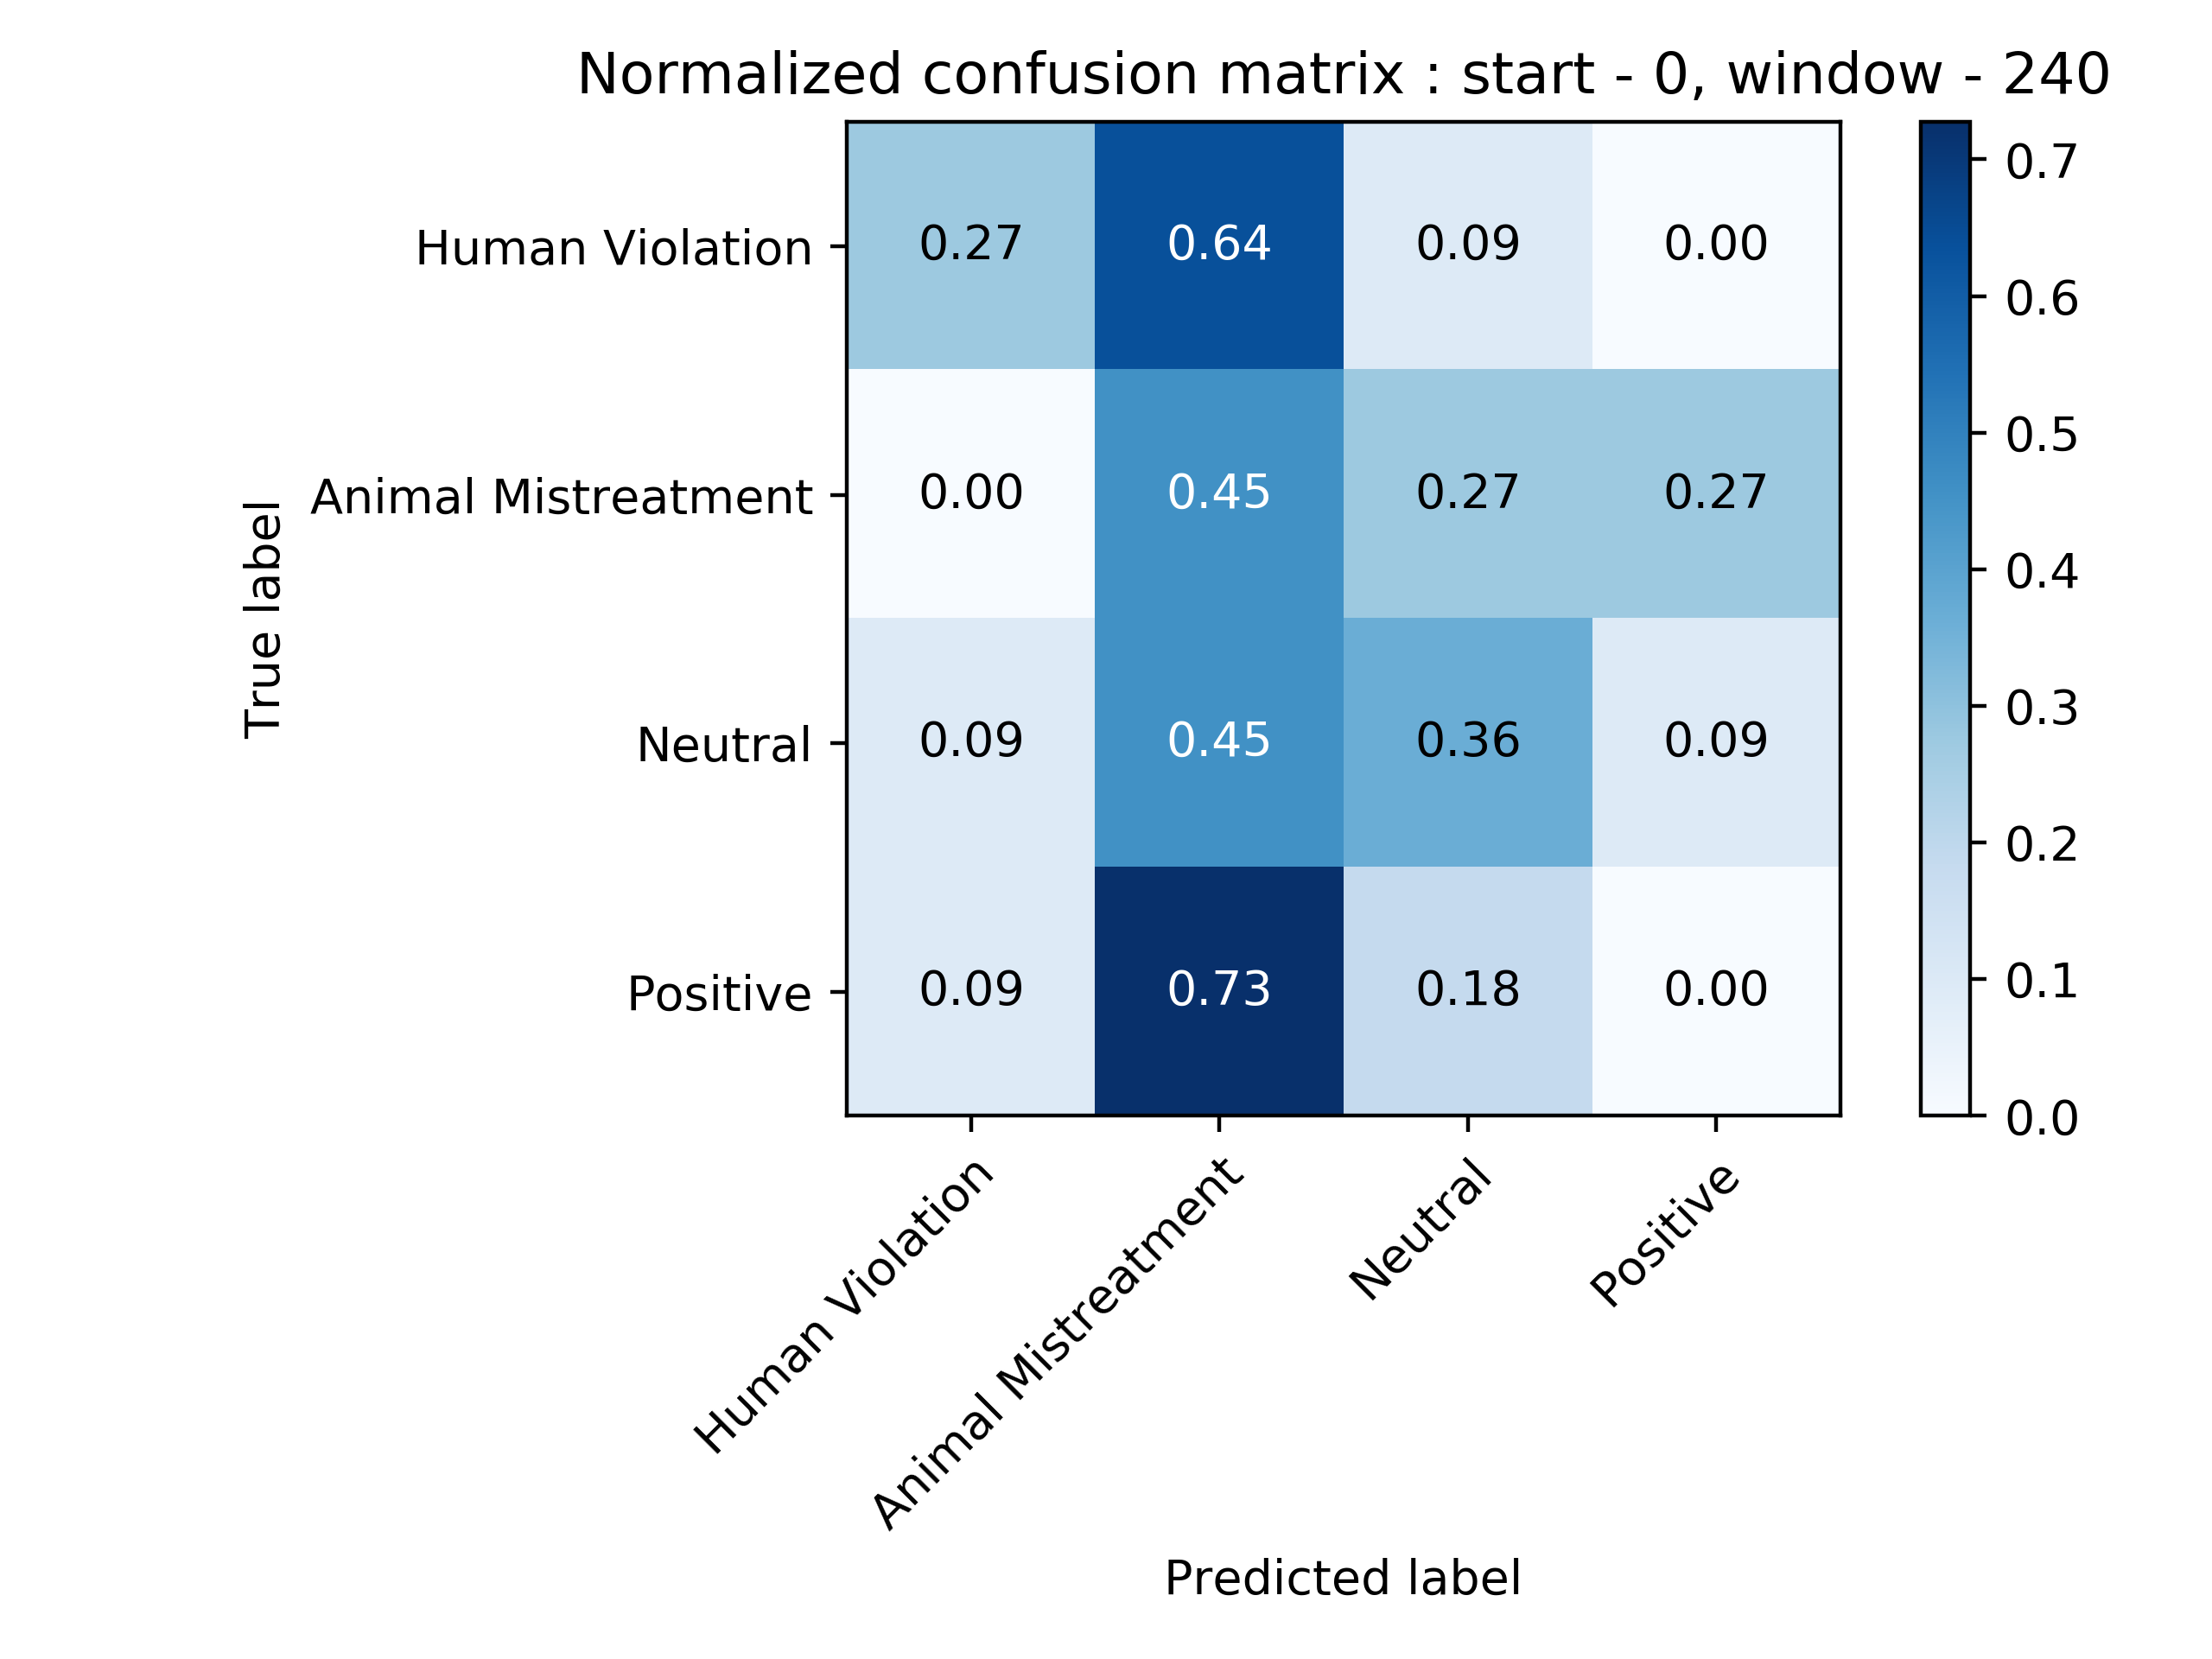 Normalized confusion matrix : start - 0, window - 240
True label
Human Violation
0.27 0.64 0.09 0.00
Animal Mistreatment
0.00 0.45 0.27 0.27
Neutral
0.09 0.45 0.36 0.09
Positive
0.09 0.73 0.18 0.00
Human Violation
Animal Mistreatment
Neutral
Positive
Predicted label
0.7
0.6
0.5
0.4
0.3
0.2
0.1
0.0